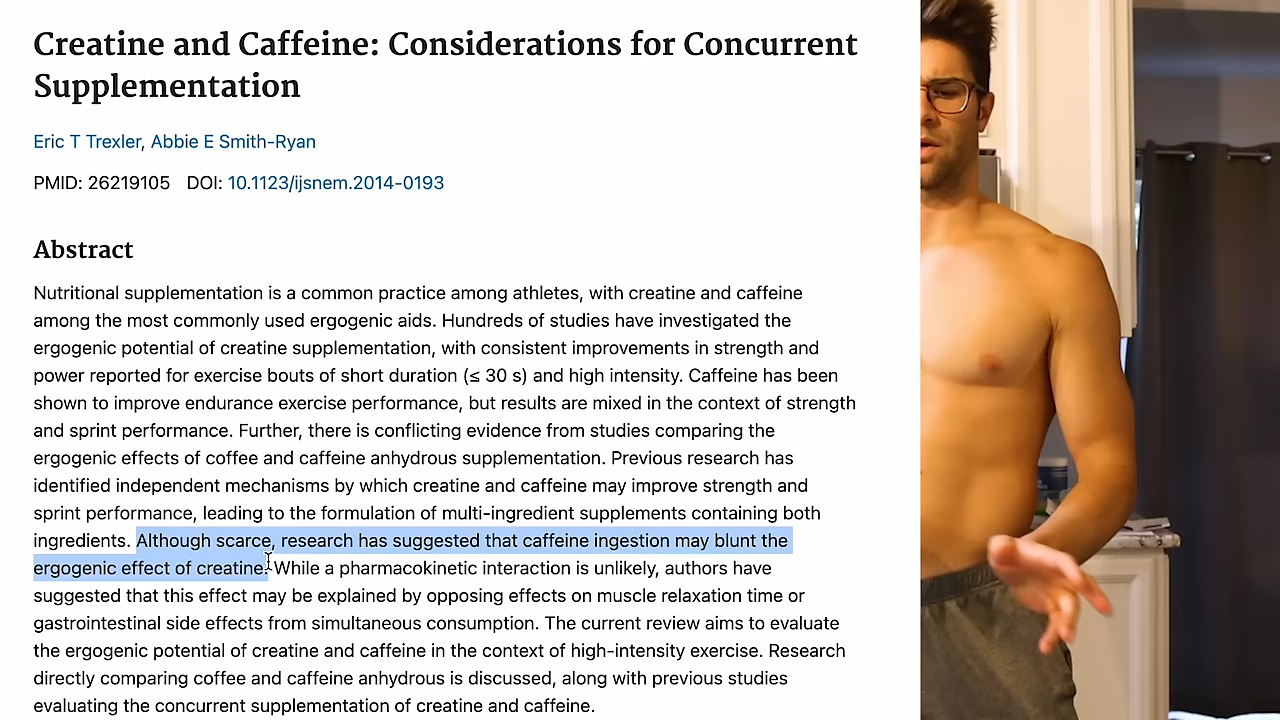 Creatine and Caffeine: Considerations for Concurrent
Supplementation
Eric T Trexler, Abbie E Smith-Ryan
PMID: 26219105 DOI: 10.1123/ijsnem.2014-0193
Abstract
Nutritional supplementation is a common practice among athletes, with creatine and caffeine
among the most commonly used ergogenic aids. Hundreds of studies have investigated the
ergogenic potential of creatine supplementation, with consistent improvements in strength and
power reported for exercise bouts of short duration (≤ 30 s) and high intensity. Caffeine has been
shown to improve endurance exercise performance, but results are mixed in the context of strength
and sprint performance. Further, there is conflicting evidence from studies comparing the
ergogenic effects of coffee and caffeine anhydrous supplementation. Previous research has
identified independent mechanisms by which creatine and caffeine may improve strength and
sprint performance, leading to the formulation of multi-ingredient supplements containing both
ingredients. Although scarce, research has suggested that caffeine ingestion may blunt the
ergogenic effect of creatine. While a pharmacokinetic interaction is unlikely, authors have
suggested that this effect may be explained by opposing effects on muscle relaxation time or
gastrointestinal side effects from simultaneous consumption. The current review aims to evaluate
the ergogenic potential of creatine and caffeine in the context of high-intensity exercise. Research
directly comparing coffee and caffeine anhydrous is discussed, along with previous studies
evaluating the concurrent supplementation of creatine and caffeine.